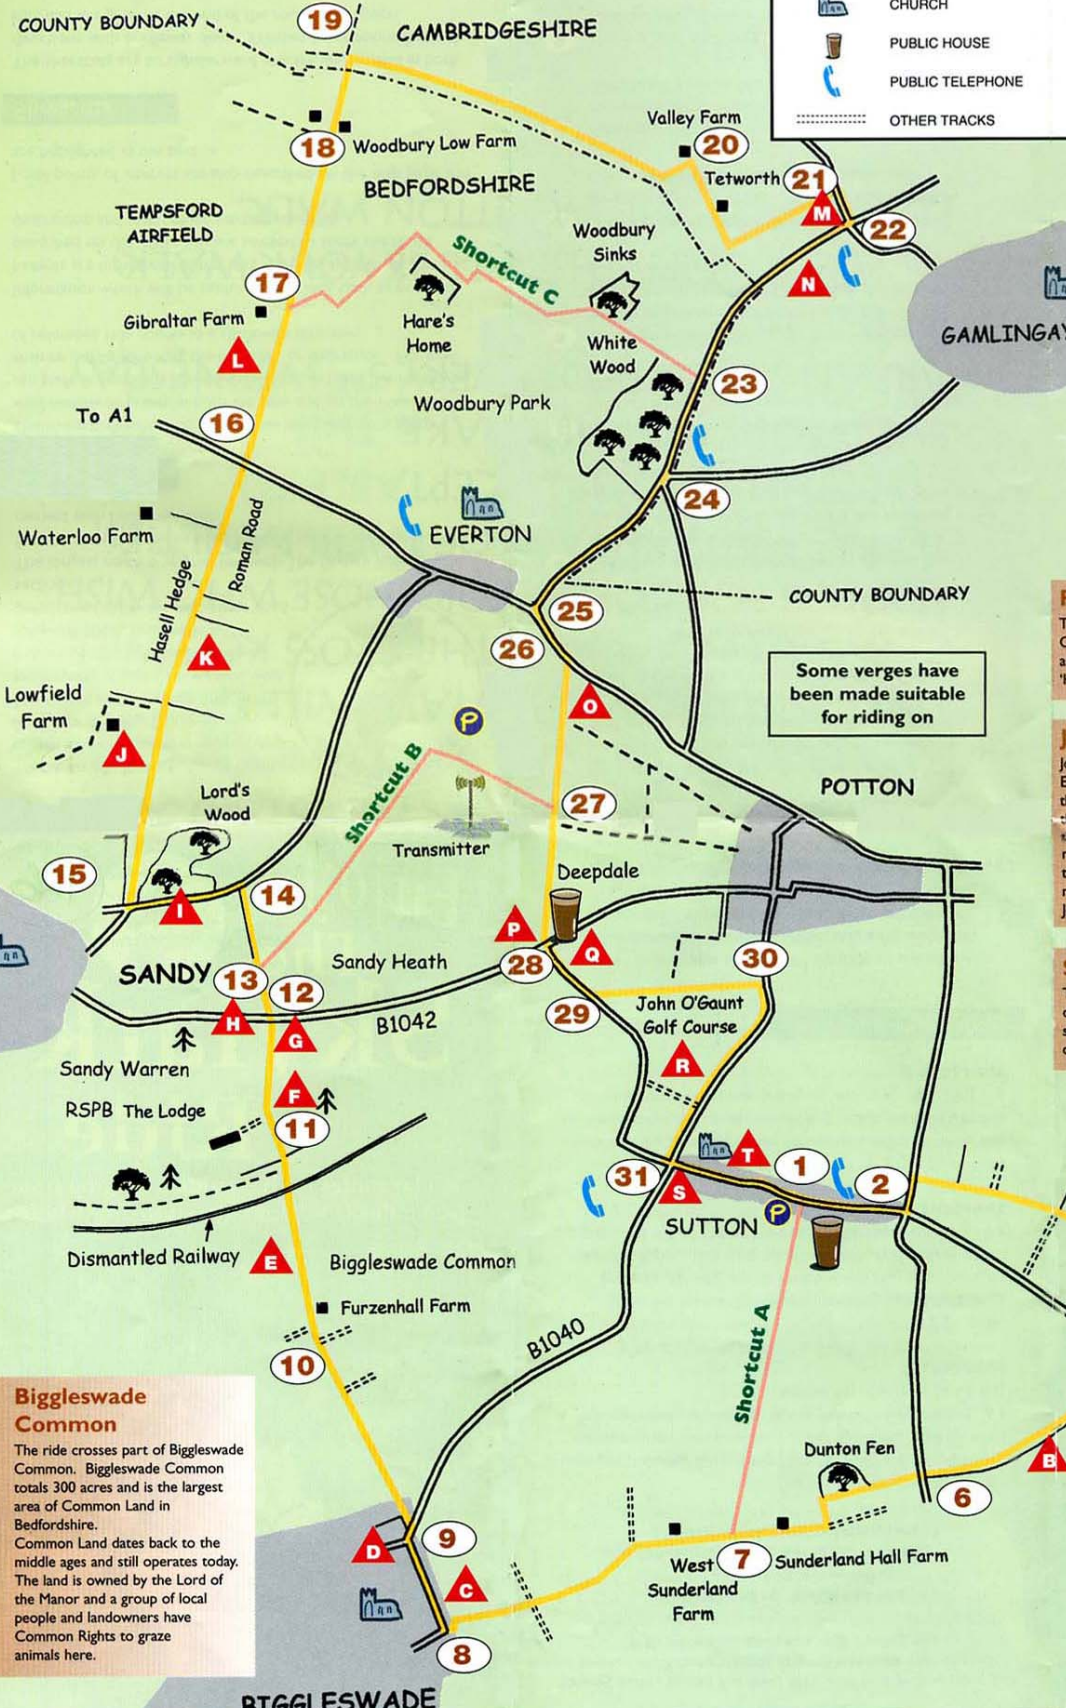 COUNTY BOUNDARY
19
CAMBRIDGESHIRE
CHURCH
PUBLIC HOUSE
PUBLIC TELEPHONE
OTHER TRACKS
Valley Farm
20
18
Woodbury Low Farm
BEDFORDSHIRE
Tetworth
21
M
22
TEMPSFORD
AIRFIELD
Woodbury
Sinks
Shortcut C
N
17
Gibraltar Farm
Hare's
Home
GAMLINGAY
L
White
Wood
23
To A1
16
Woodbury Park
24
Waterloo Farm
Roman Road
EVERTON
Hasell Hedge
COUNTY BOUNDARY
25
26
K
Some verges have
been made suitable
for riding on
Lowfield
Farm
J
O
P
Shortcut B
POTTON
Lord's
Wood
27
Transmitter
15
I
14
Deepdale
P
Q
SANDY
13
12
Sandy Heath
28
30
H
G
B1042
29
John O'Gaunt
Golf Course
R
Sandy Warren
RSPB The Lodge
F
11
T
1
2
31
S
P
SUTTON
Dismantled Railway
E
Biggleswade Common
Furzenhall Farm
10
B1040
Shortcut A
Biggleswade
Common
The ride crosses part of Biggleswade
Common. Biggleswade Common
totals 300 acres and is the largest
area of Common Land in
Bedfordshire.
Common Land dates back to the
middle ages and still operates today.
The land is owned by the Lord of
the Manor and a group of local
people and landowners have
Common Rights to graze
animals here.
Dunton Fen
B
6
D
9
C
West
Sunderland
Farm
7
Sunderland Hall Farm
8
BIGGLESWADE